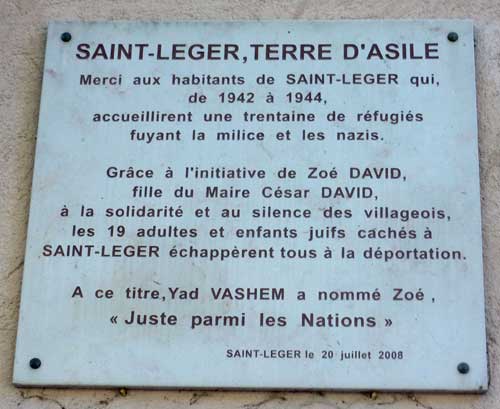 SAINT-LEGER, TERRE D'ASILE
Merci aux habitants de SAINT-LEGER qui,
de 1942 à 1944,
accueillirent une trentaine de réfugiés
fuyant la milice et les nazis.
Grâce à l'initiative de Zoé DAVID,
fille du Maire César DAVID,
à la solidarité et au silence des villageois,
les 19 adultes et enfants juifs cachés à
SAINT-LEGER échappèrent tous à la déportation.
A ce titre, Yad VASHEM a nommé Zoé ,
« Juste parmi les Nations »
SAINT-LEGER le 20 juillet 2008